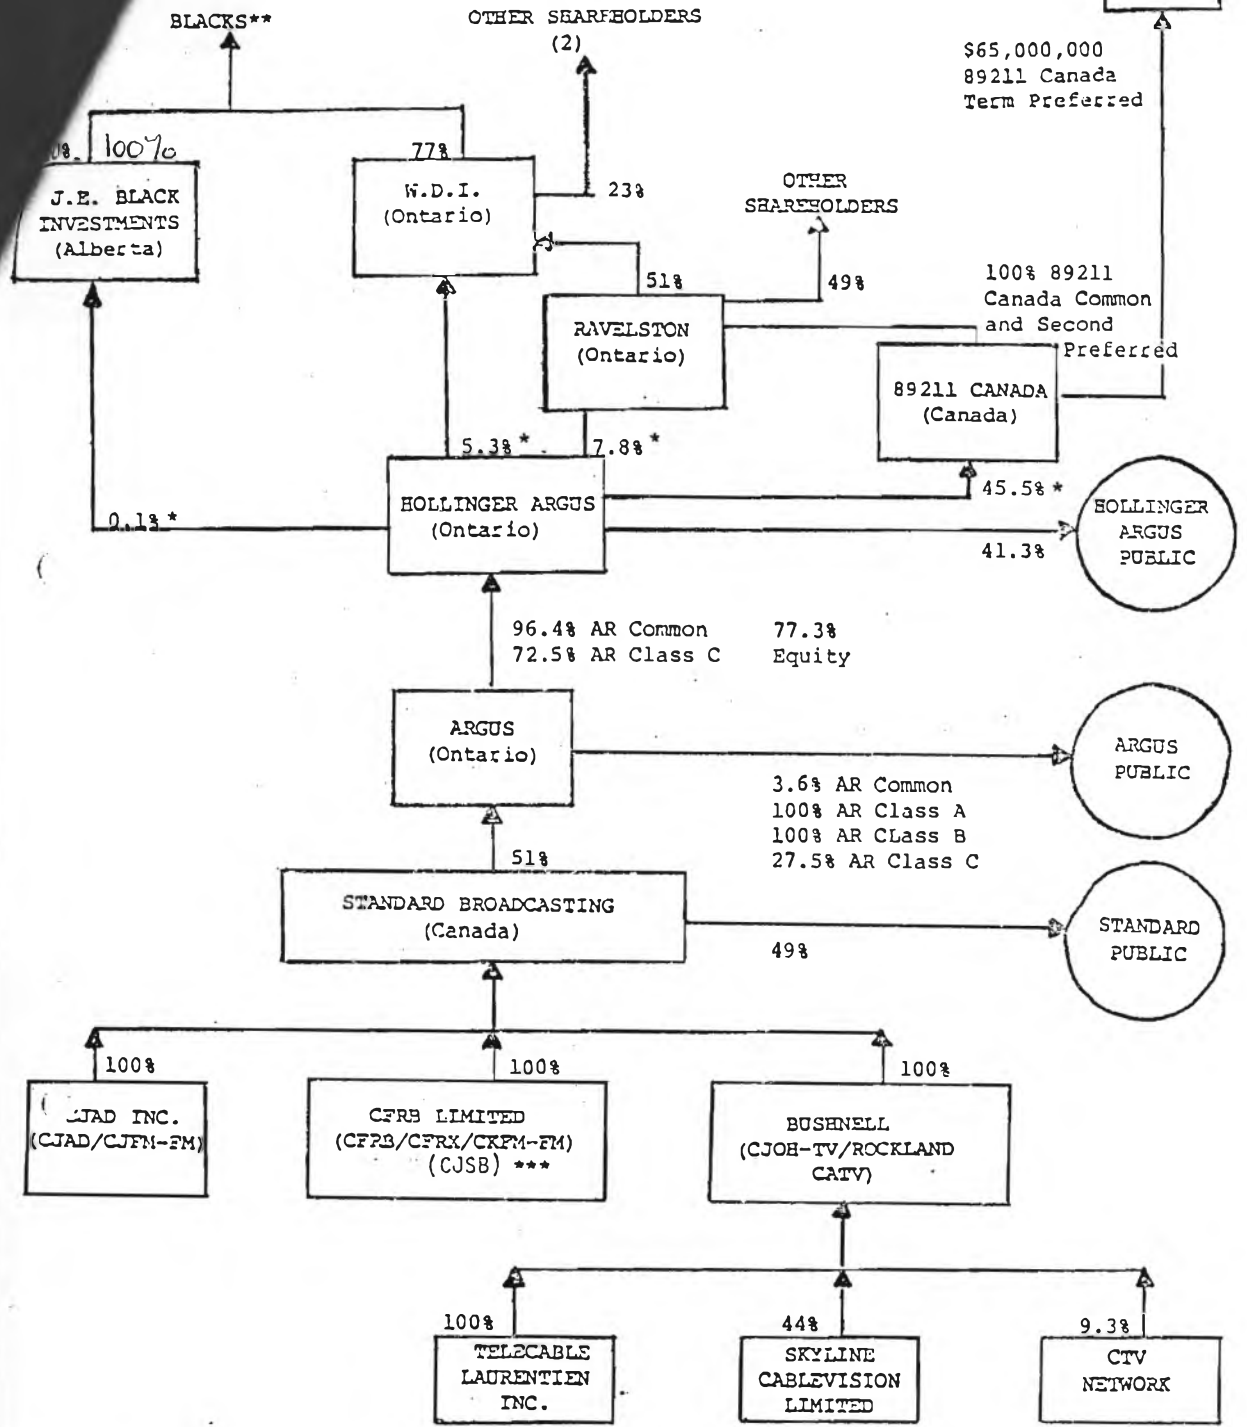 BLACKS**
OTHER SHAREHOLDERS
(2)
$65,000,000
89211 Canada
Term Preferred
100%
77%
J.E. BLACK
INVESTMENTS
(Alberta)
W.D.I.
(Ontario)
23%
OTHER
SHAREHOLDERS
51%
49%
100% 89211
Canada Common
and Second
Preferred
RAVELSTON
(Ontario)
89211 CANADA
(Canada)
5.3% *
7.8% *
45.5% *
0.1% *
HOLLINGER ARGUS
(Ontario)
41.3%
HOLLINGER
ARGUS
PUBLIC
96.4% AR Common 77.3%
72.5% AR Class C Equity
ARGUS
(Ontario)
ARGUS
PUBLIC
3.6% AR Common
100% AR Class A
100% AR CLass B
27.5% AR Class C
51%
STANDARD BROADCASTING
(Canada)
49%
STANDARD
PUBLIC
100%
100%
100%
CJAD INC.
(CJAD/CJFM-FM)
CFRB LIMITED
(CFRB/CFRX/CKFM-FM)
(CJSB) ***
BUSHNELL
(CJOH-TV/ROCKLAND
CATV)
100%
44%
9.3%
TELECABLE
LAURENTIEN
INC.
SKYLINE
CABLEVISION
LIMITED
CTV
NETWORK